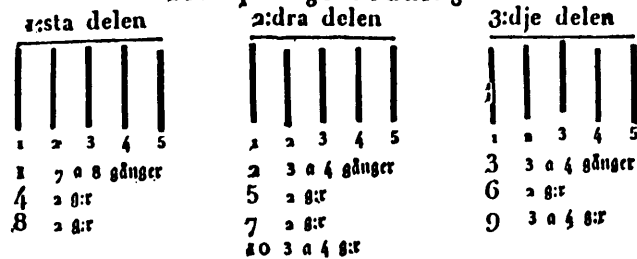 1:sta delen
1 2 3 4 5
1 7 a 8 gånger
4 2 g:r
8 2 g:r
2:dra delen
1 2 3 4 5
2 3 a 4 gånger
5 2 g:r
7 2 g:r
10 3 a 4 g:r
3:dje delen
1 2 3 4 5
3 3 a 4 gånger
6 2 g:r
9 3 a 4 g:r